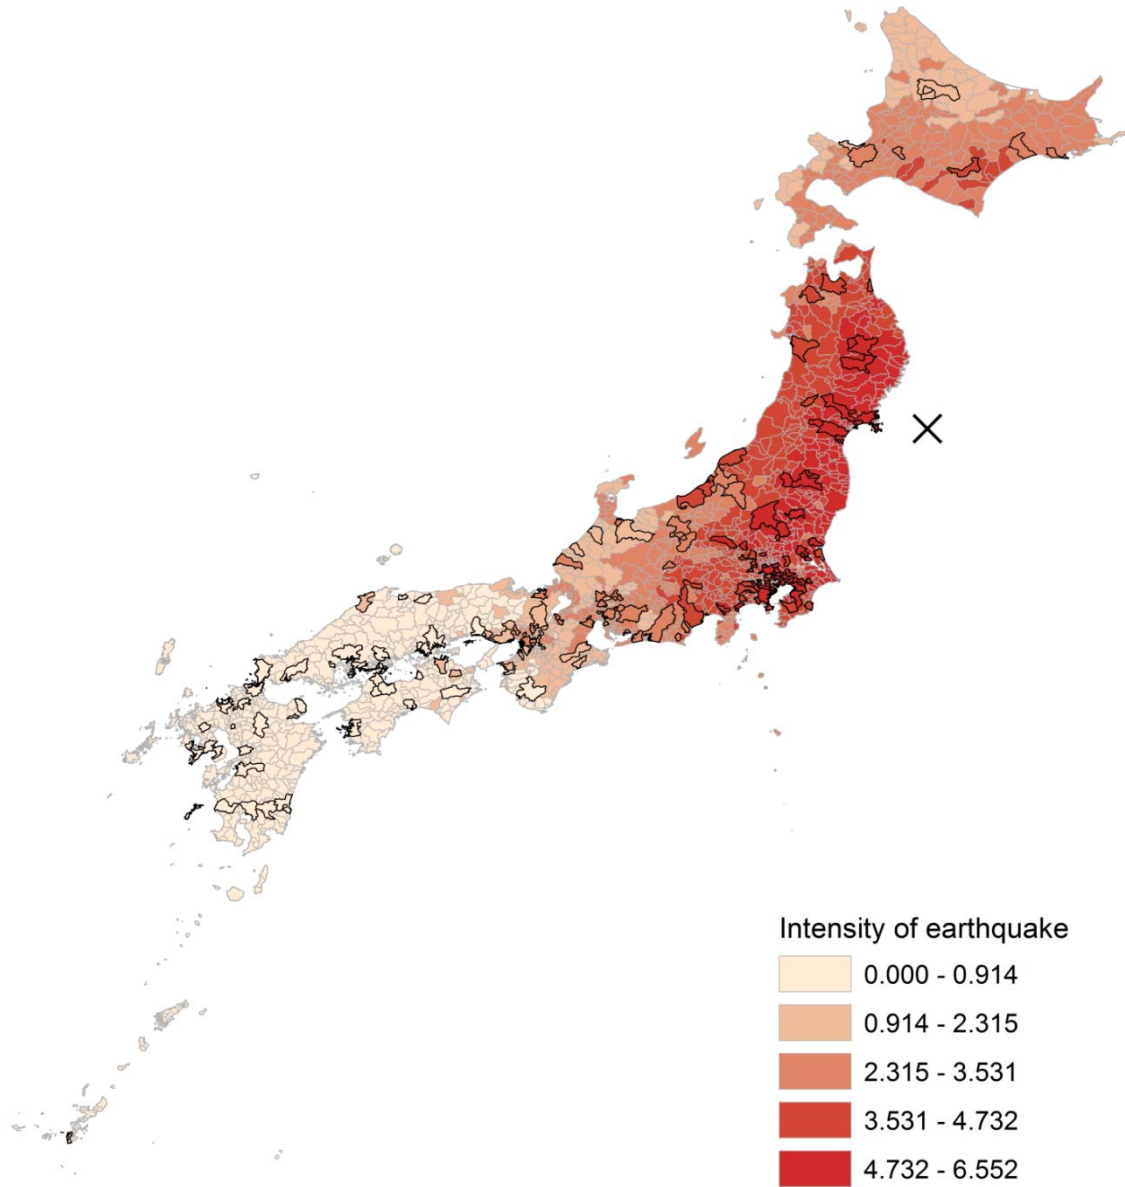 Intensity of earthquake
0.000 - 0.914
0.914 - 2.315
2.315 - 3.531
3.531 - 4.732
4.732 - 6.552